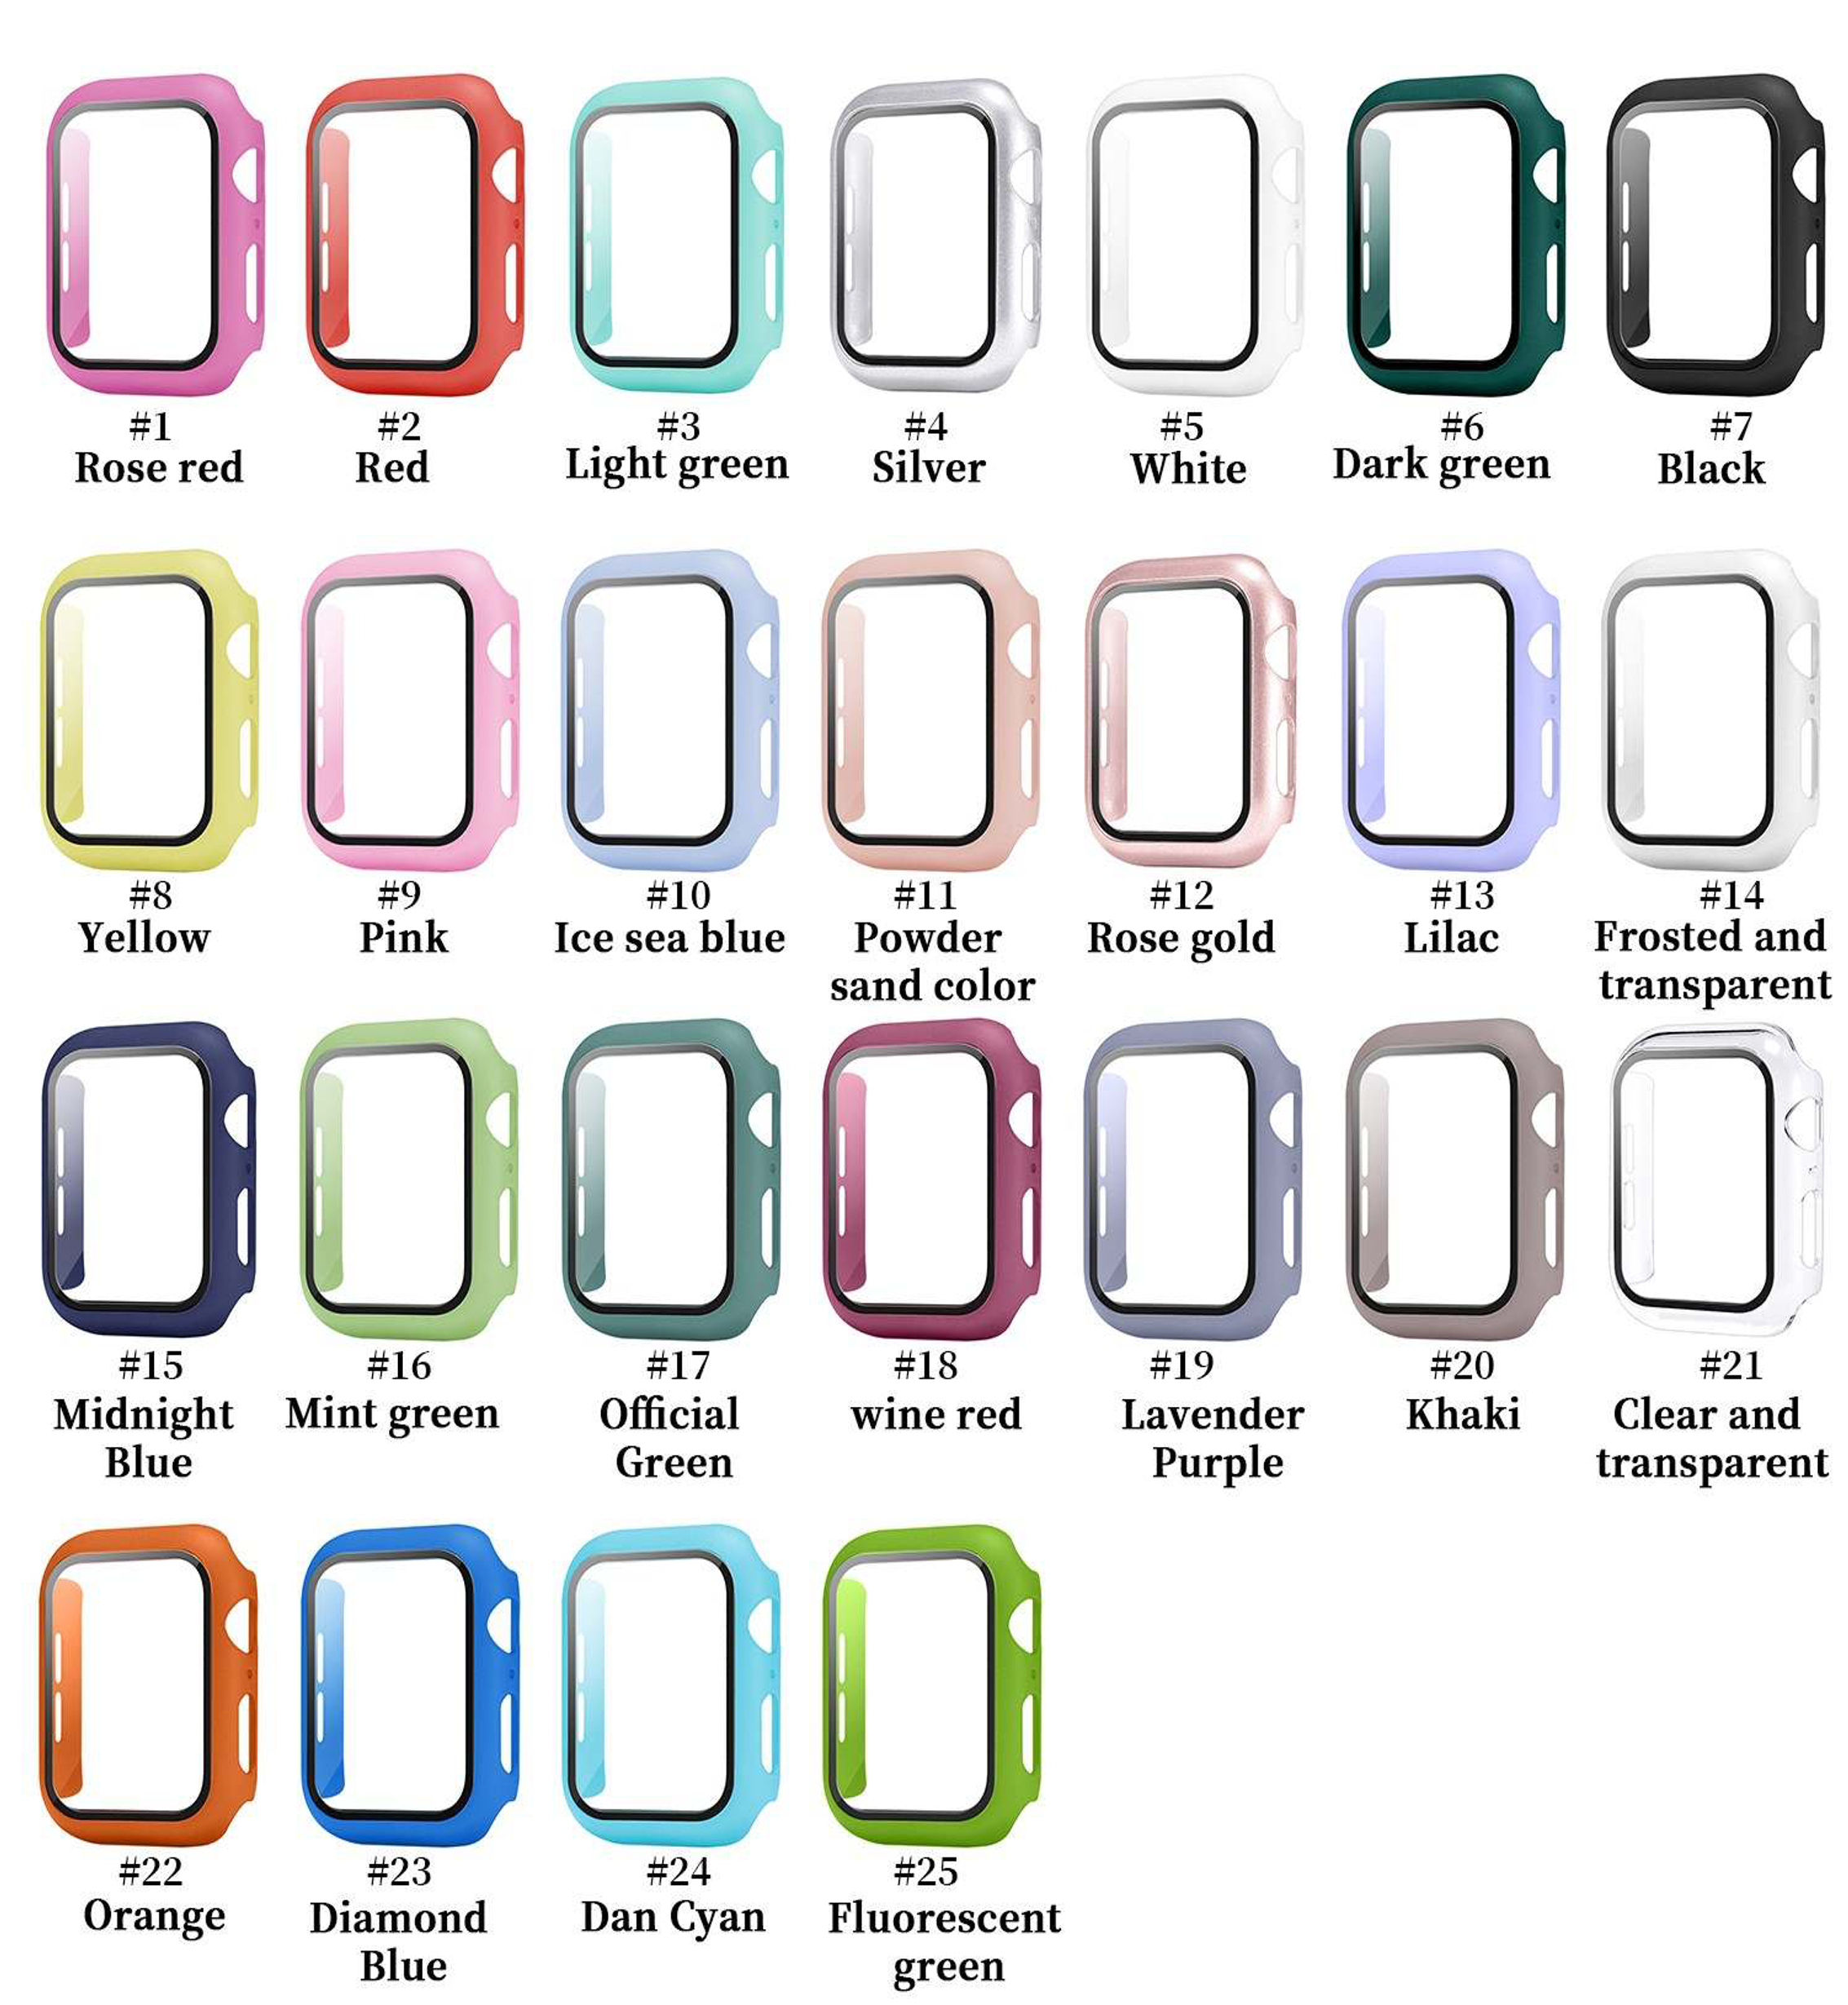 #1 #2 #3 #4 #5 #6 #7
Rose red Red Light green Silver White Dark green Black
#8 #9 #10 #11 #12 #13 #14
Yellow Pink Ice sea blue Powder Rose gold Lilac Frosted and
sand color transparent
#15 #16 #17 #18 #19 #20 #21
Midnight Mint green Official wine red Lavender Khaki Clear and
Blue Green Purple transparent
#22 #23 #24 #25
Orange Diamond Dan Cyan Fluorescent
Blue green